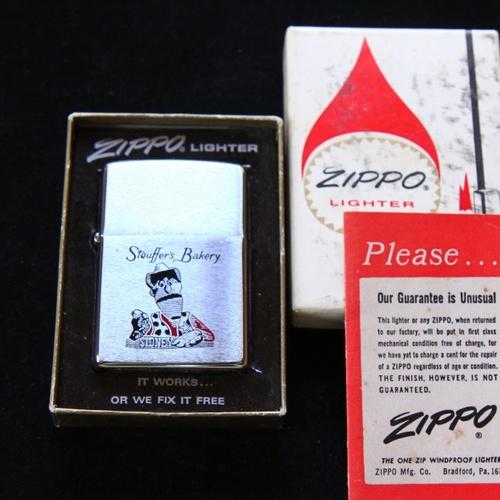 ZIPPO® LIGHTER
Stouffer's Bakery
SIDNEY
IT WORKS...
OR WE FIX IT FREE
ZIPPO®
LIGHTER
Please...
Our Guarantee is Unusual
This lighter or any ZIPPO, when returned
to our factory, will be put in first class
mechanical condition free of charge, for
we have yet to charge a cent for the repair
of a ZIPPO regardless of age or condition.
THE FINISH, HOWEVER, IS NOT
GUARANTEED.
ZIPPO
®
THE ONE ZIP WINDPROOF LIGHTER
ZIPPO Mfg. Co. Bradford, Pa.